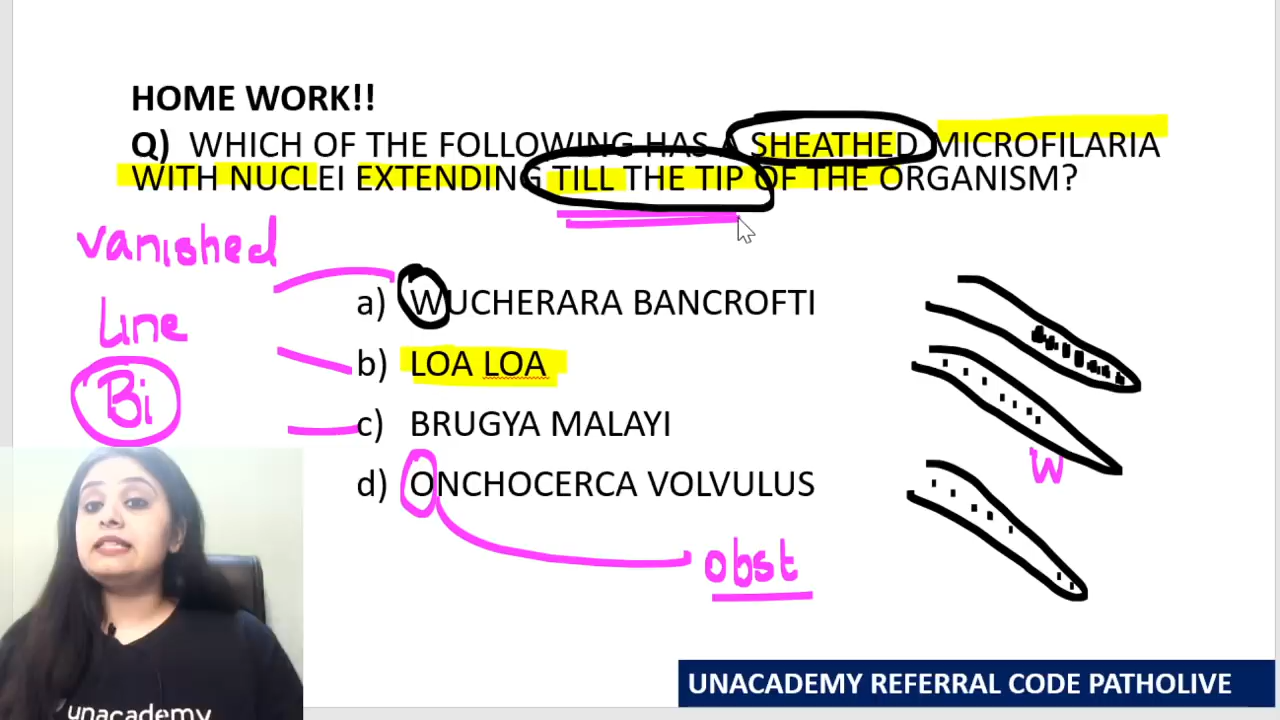 HOME WORK!!
Q) WHICH OF THE FOLLOWING HAS A SHEATHED MICROFILARIA
WITH NUCLEI EXTENDING TILL THE TIP OF THE ORGANISM?
vanished
a) WUCHERARA BANCROFTI
Line
b) LOA LOA
Bi
c) BRUGYA MALAYI
W
d) ONCHOCERCA VOLVULUS
obst
UNACADEMY REFERRAL CODE PATHOLIVE
unacademy